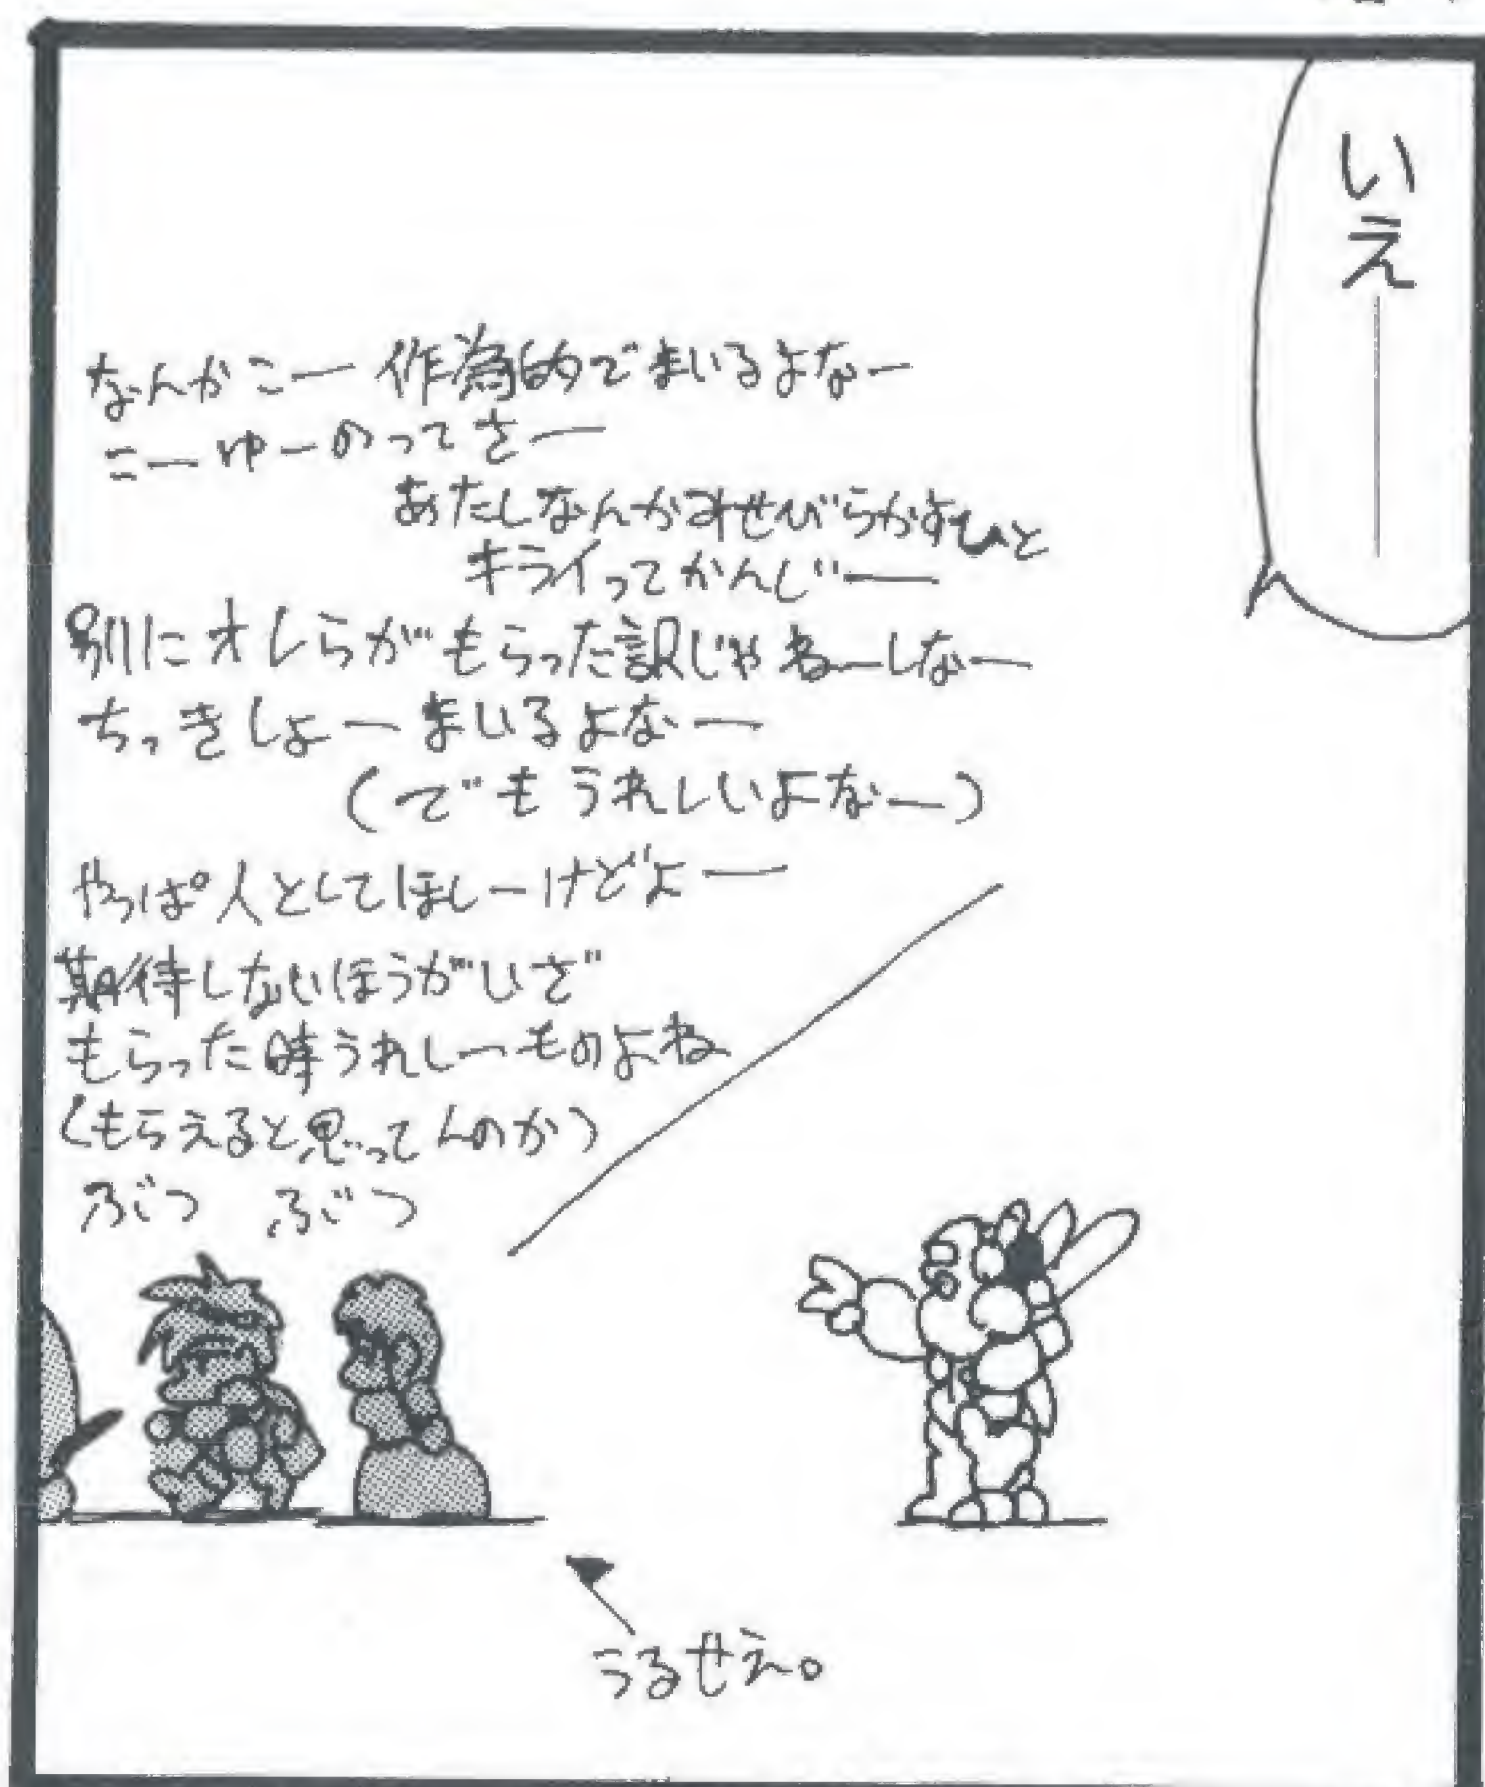 いえ――
なんかこー作為的でまいるよなー
こーゆーのってさー
あたしなんかみせびらかすひと
キライってかんじー
別にオレらがもらった訳じゃねーしなー
ちっきしょーまいるよなー
(でもうれしいよなー)
やっぱ人としてほしーけどよー
期待しないほうがいざ
もらった時うれしーものよね
(もらえると思ってんのか)
ぶつ ぶつ
うるせえ。